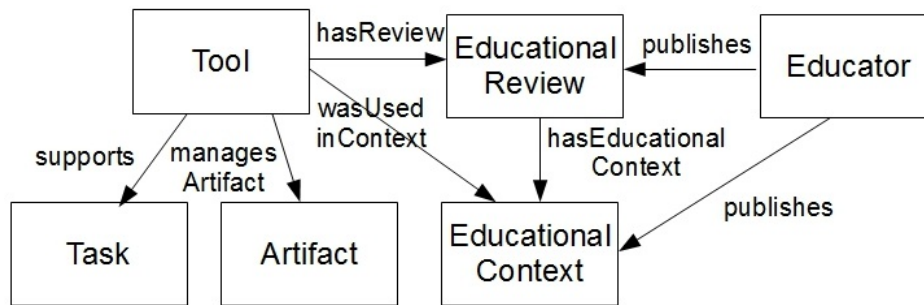 Tool
hasReview
Educational
Review
publishes
Educator
wasUsed
inContext
supports
manages
Artifact
hasEducational
Context
publishes
Task
Artifact
Educational
Context